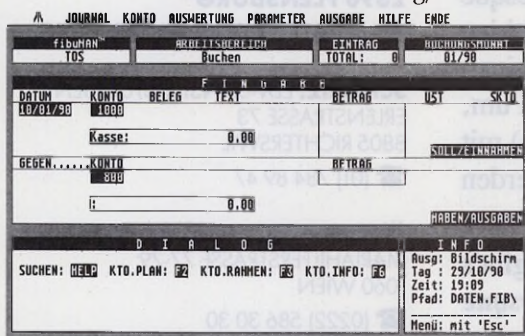 JOURNAL KONTO AUSWERTUNG PARAMETER AUSGABE HILFE ENDE
fibuMAN™ ARBEITSBEREICH EINTRAG BUCHUNGSMONAT
TOS Buchen TOTAL: 0 01/90
EINGABE
DATUM KONTO BELEG TEXT BETRAG UST SKTO
10/01/90 1000
Kasse: 0.00
SOLL/EINNAHMEN
GEGEN......KONTO BETRAG
800
: 0.00
HABEN/AUSGABEN
DIALOG INFO
Ausg: Bildschirm
SUCHEN: HELP KTO.PLAN: F2 KTO.RAHMEN: F3 KTO.INFO: F6
Tag : 29/10/90
Zeit: 19:09
Pfad: DATEN.FIB\
Menü: mit 'Esc'